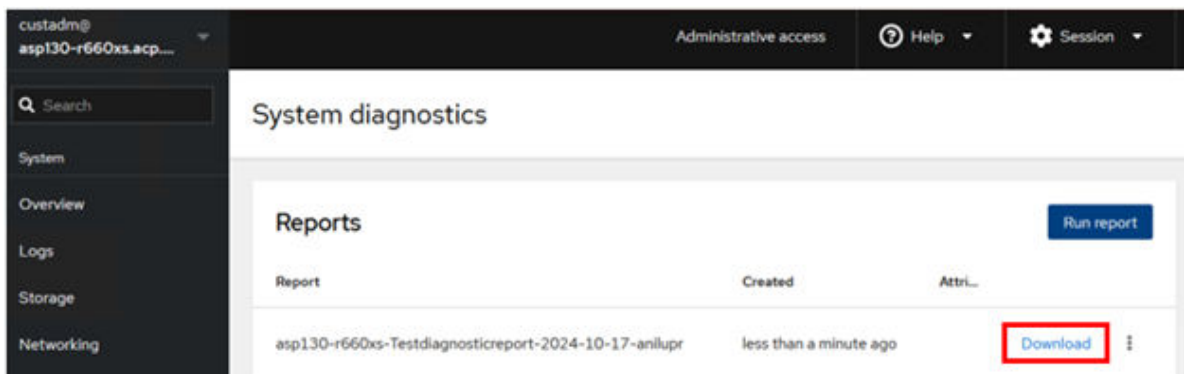 custadm@
asp130-r660xs.acp....
Administrative access
Help
Session
Search
System diagnostics
System
Overview
Reports
Run report
Logs
Report Created Attri...
Storage
Networking
asp130-r660xs-Testdiagnosticreport-2024-10-17-anilupr less than a minute ago Download